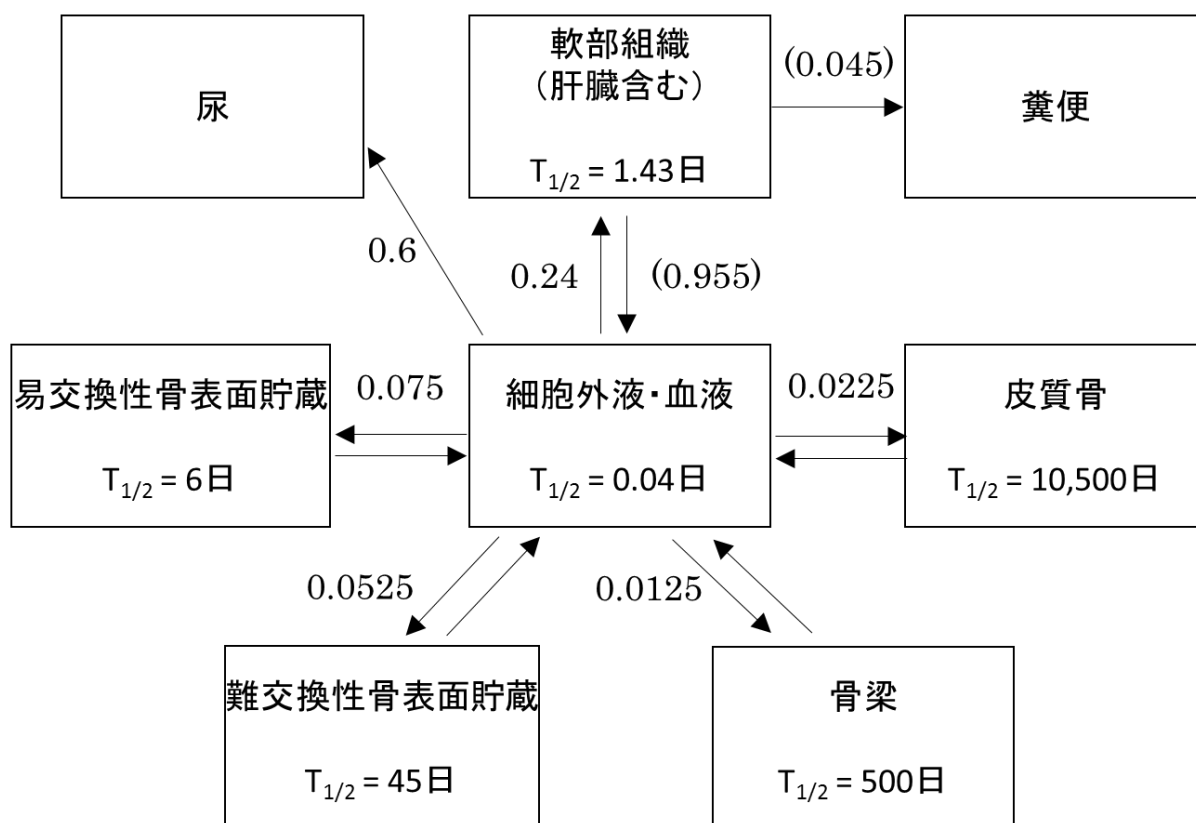 尿
軟部組織
（肝臓含む）
T1/2 = 1.43日
(0.045)
糞便
0.6
0.24
(0.955)
易交換性骨表面貯蔵
T1/2 = 6日
0.075
細胞外液・血液
T1/2 = 0.04日
0.0225
皮質骨
T1/2 = 10,500日
0.0525
0.0125
難交換性骨表面貯蔵
T1/2 = 45日
骨梁
T1/2 = 500日